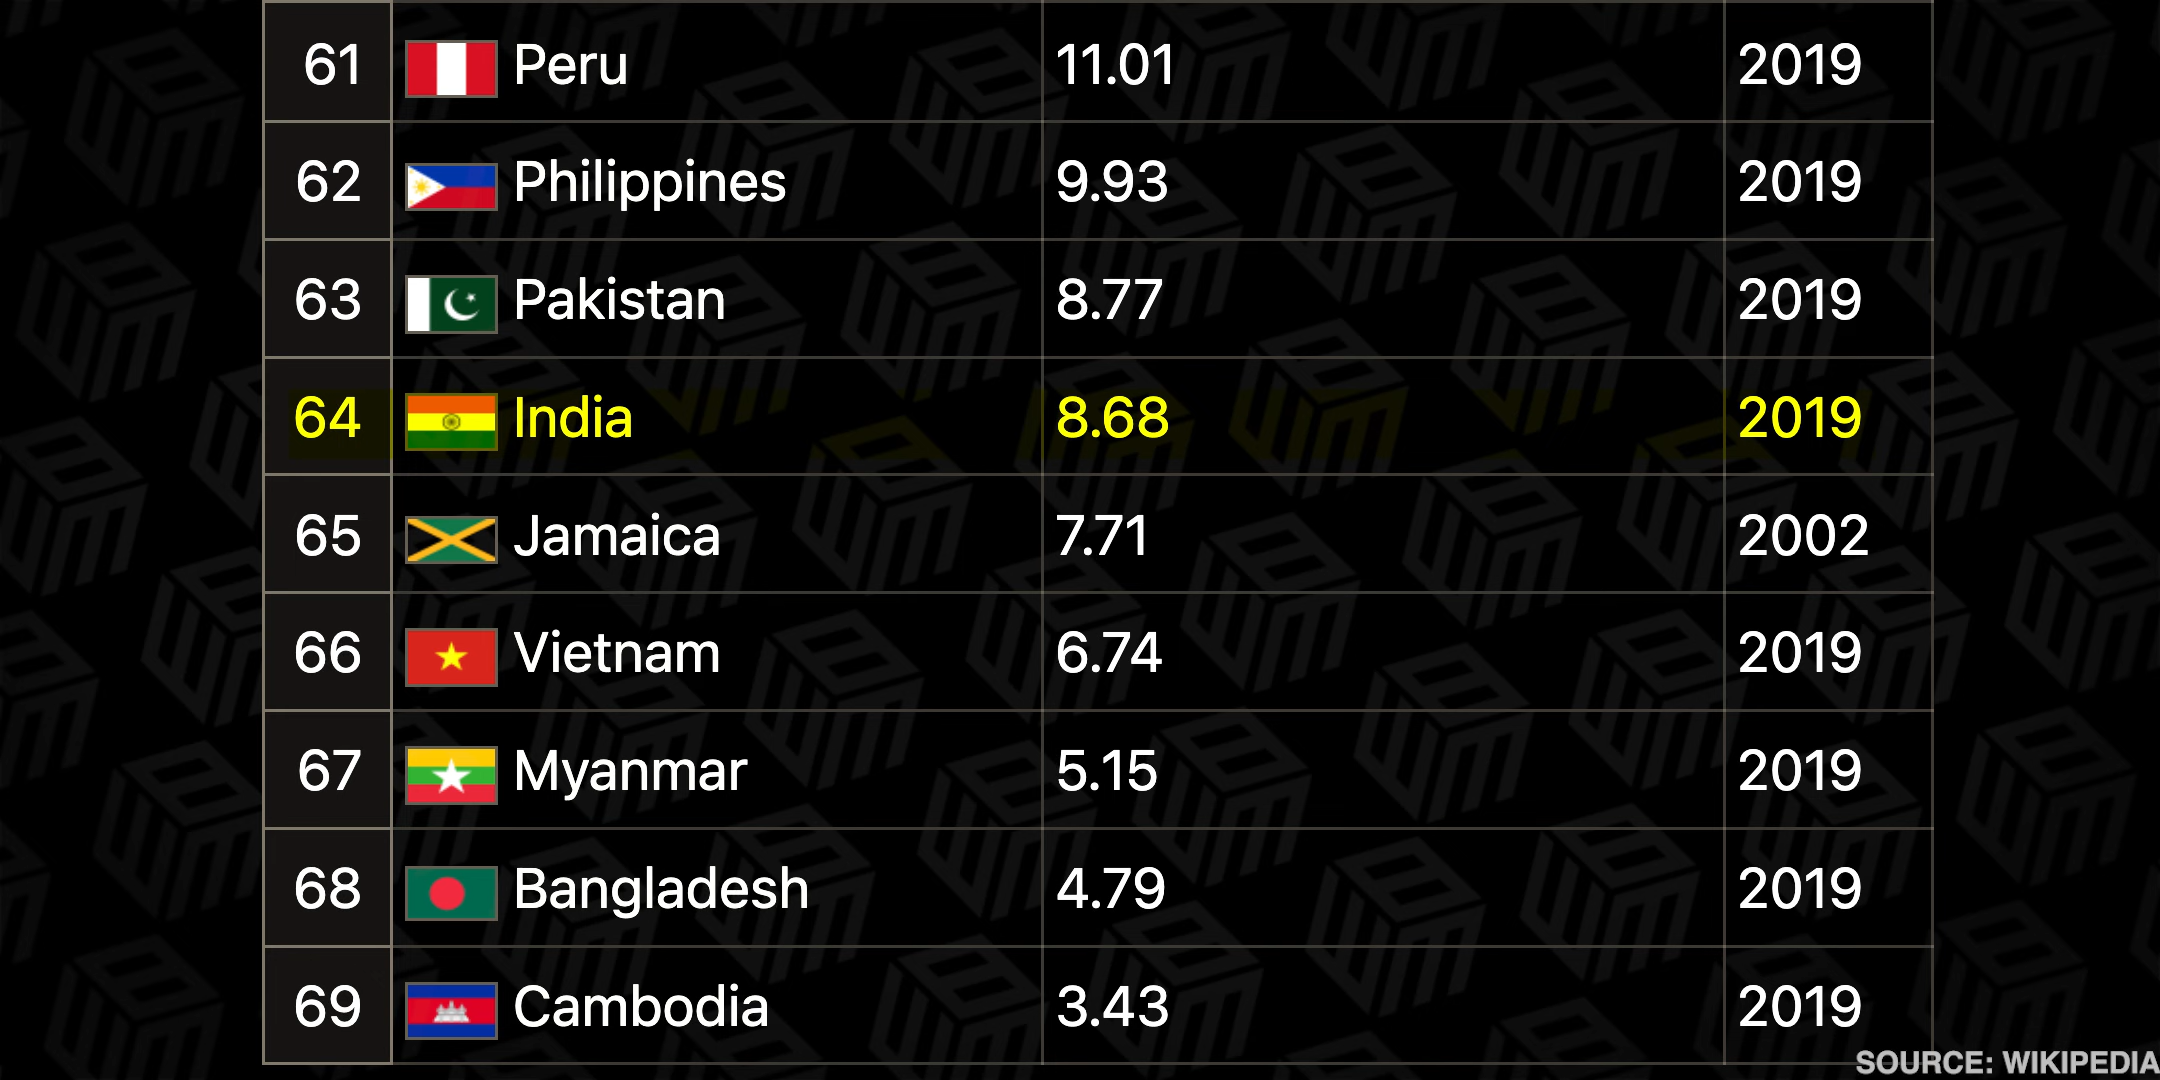 61 Peru 11.01 2019
62 Philippines 9.93 2019
63 Pakistan 8.77 2019
64 India 8.68 2019
65 Jamaica 7.71 2002
66 Vietnam 6.74 2019
67 Myanmar 5.15 2019
68 Bangladesh 4.79 2019
69 Cambodia 3.43 2019
SOURCE: WIKIPEDIA